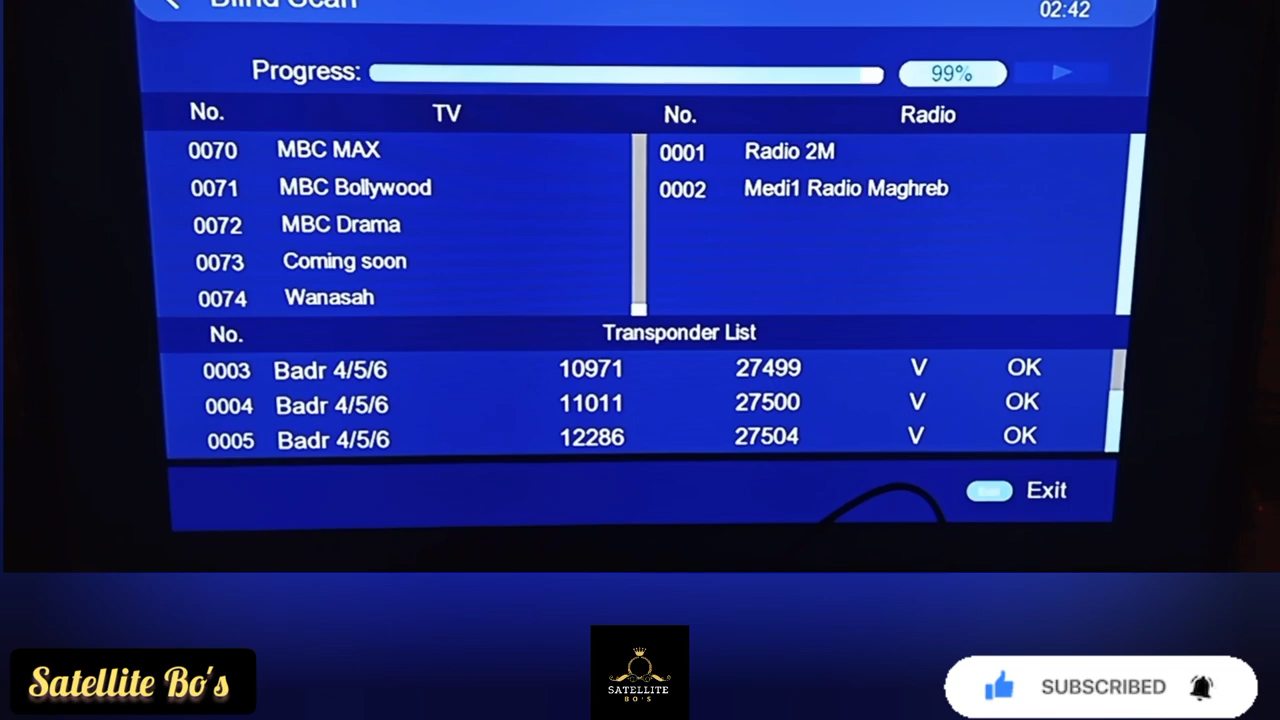 Blind Scan 02:42
Progress: 99%
No. TV No. Radio
0070 MBC MAX 0001 Radio 2M
0071 MBC Bollywood 0002 Medi1 Radio Maghreb
0072 MBC Drama
0073 Coming soon
0074 Wanasah
No. Transponder List
0003 Badr 4/5/6 10971 27499 V OK
0004 Badr 4/5/6 11011 27500 V OK
0005 Badr 4/5/6 12286 27504 V OK
Exit
Satellite Bo's
SATELLITE
BO'S
SUBSCRIBED